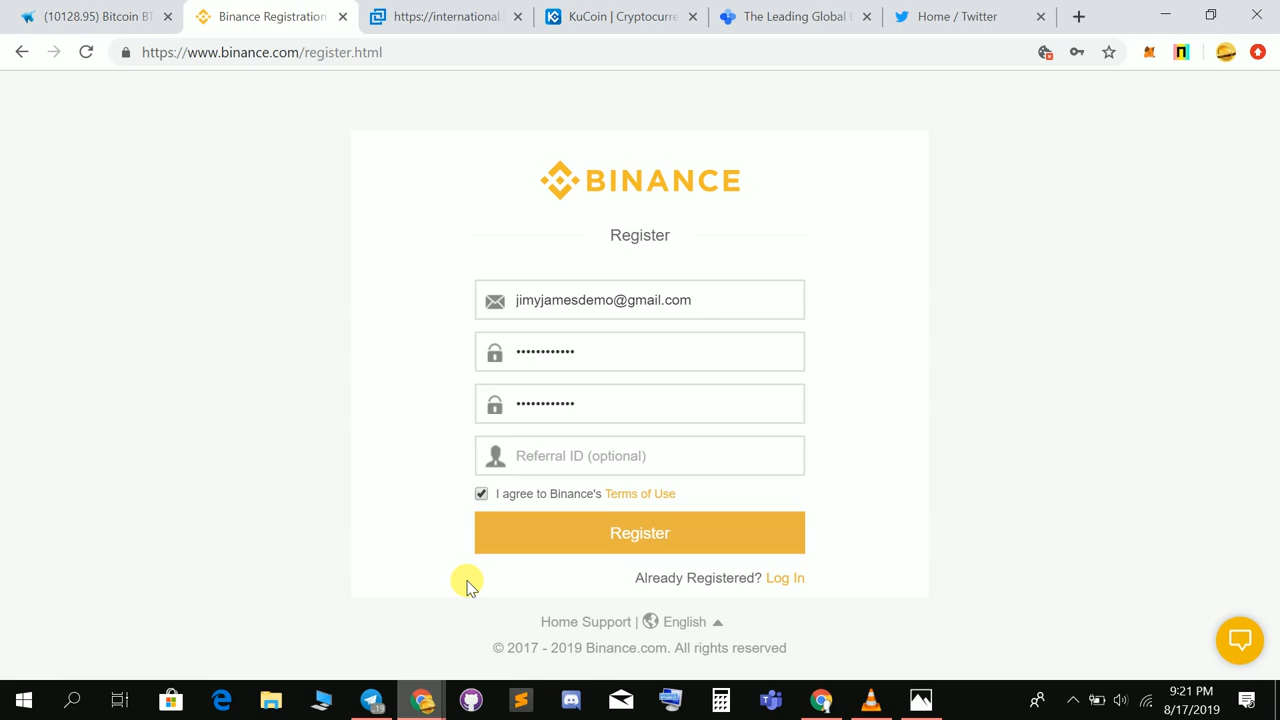 (10128.95) Bitcoin BT
Binance Registration
https://international.
KuCoin | Cryptocurre
The Leading Global
Home / Twitter
https://www.binance.com/register.html
BINANCE
Register
jimyjamesdemo@gmail.com
••••••••••••
••••••••••••
Referral ID (optional)
I agree to Binance's Terms of Use
Register
Already Registered? Log In
Home Support | English
© 2017 - 2019 Binance.com. All rights reserved
19
9:21 PM
8/17/2019